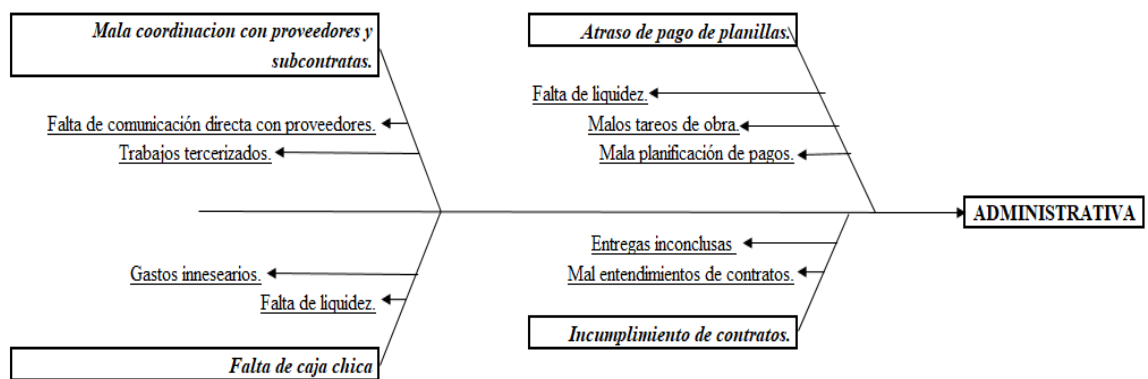 Mala coordinacion con proveedores y
subcontratas.
Atraso de pago de planillas.
Falta de liquidez.
Falta de comunicación directa con proveedores.
Malos tareos de obra.
Trabajos tercerizados.
Mala planificación de pagos.
ADMINISTRATIVA
Entregas inconclusas
Gastos innesearios.
Mal entendimientos de contratos.
Falta de liquidez.
Incumplimiento de contratos.
Falta de caja chica